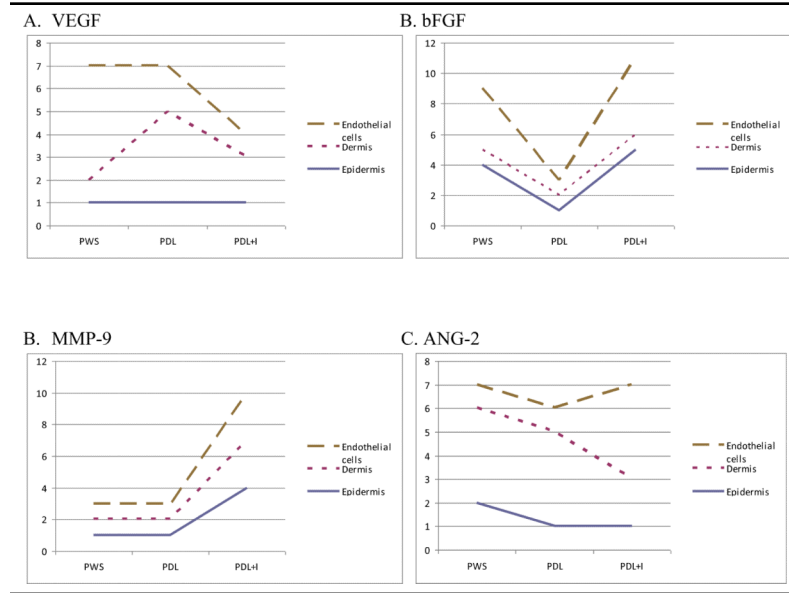 A. VEGF
8
7
6
5
4
3
2
1
0
PWS PDL PDL+I
Endothelial
cells
Dermis
Epidermis
B. bFGF
12
10
8
6
4
2
0
PWS PDL PDL+I
Endothelial
cells
Dermis
Epidermis
B. MMP-9
12
10
8
6
4
2
0
PWS PDL PDL+I
Endothelial
cells
Dermis
Epidermis
C. ANG-2
8
7
6
5
4
3
2
1
0
PWS PDL PDL+I
Endothelial
cells
Dermis
Epidermis